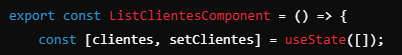 export const ListClientesComponent = () => {
const [clientes, setClientes] = useState([]);